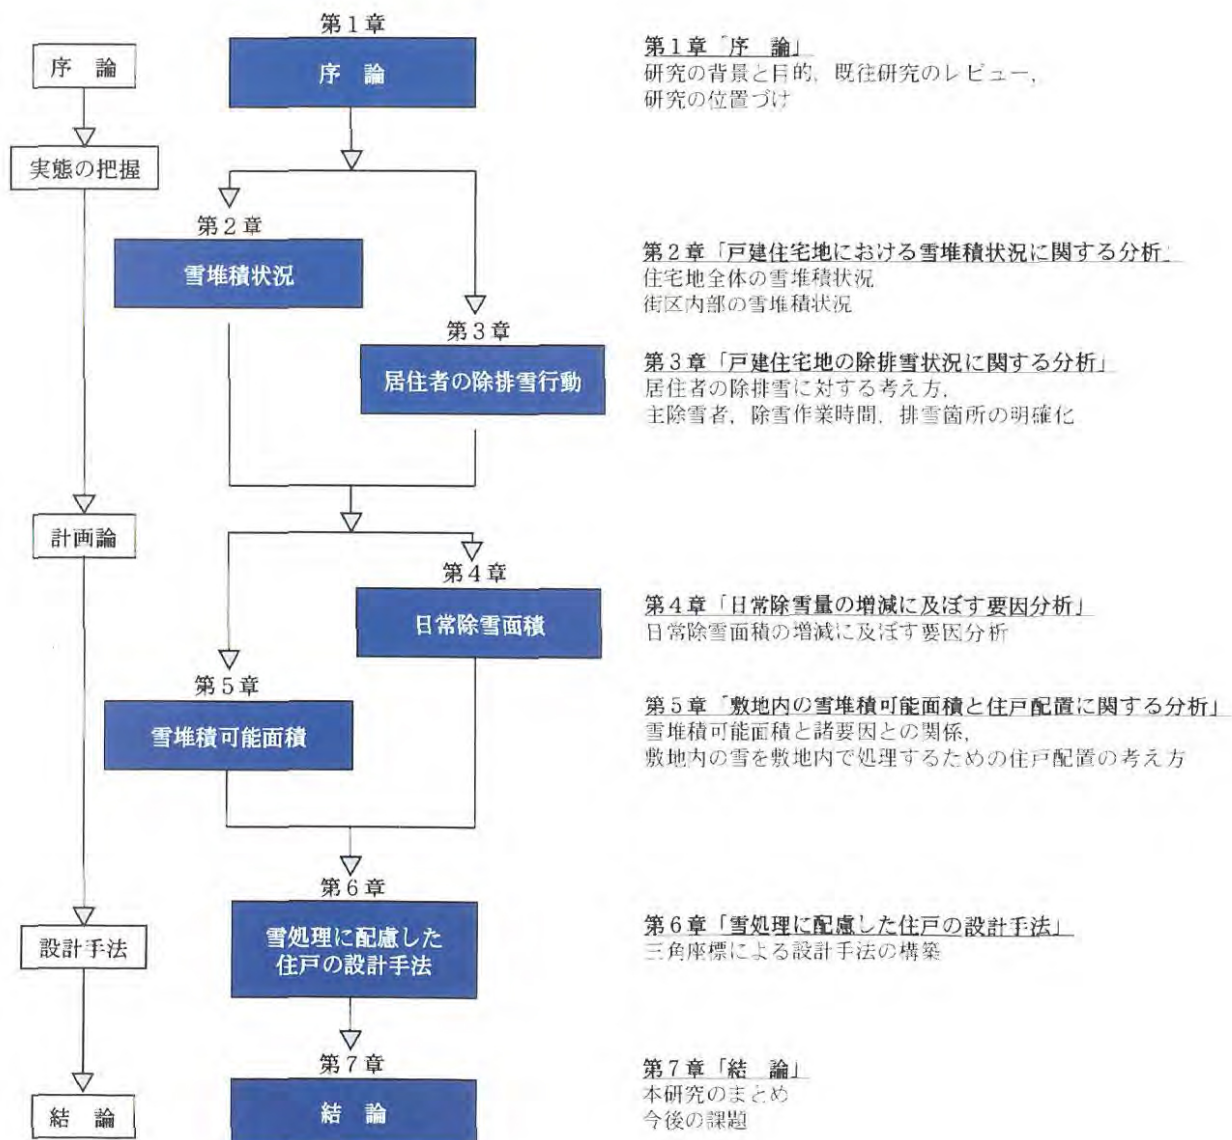 序　論
実態の把握
計画論
設計手法
結　論
第1章
序　論
第2章
雪堆積状況
第3章
居住者の除排雪行動
第4章
日常除雪面積
第5章
雪堆積可能面積
第6章
雪処理に配慮した
住戸の設計手法
第7章
結　論
第1章「序　論」
研究の背景と目的，既往研究のレビュー，
研究の位置づけ
第2章「戸建住宅地における雪堆積状況に関する分析」
住宅地全体の雪堆積状況
街区内部の雪堆積状況
第3章「戸建住宅地の除排雪状況に関する分析」
居住者の除排雪に対する考え方，
主除雪者，除雪作業時間，排雪箇所の明確化
第4章「日常除雪量の増減に及ぼす要因分析」
日常除雪面積の増減に及ぼす要因分析
第5章「敷地内の雪堆積可能面積と住戸配置に関する分析」
雪堆積可能面積と諸要因との関係，
敷地内の雪を敷地内で処理するための住戸配置の考え方
第6章「雪処理に配慮した住戸の設計手法」
三角座標による設計手法の構築
第7章「結　論」
本研究のまとめ
今後の課題